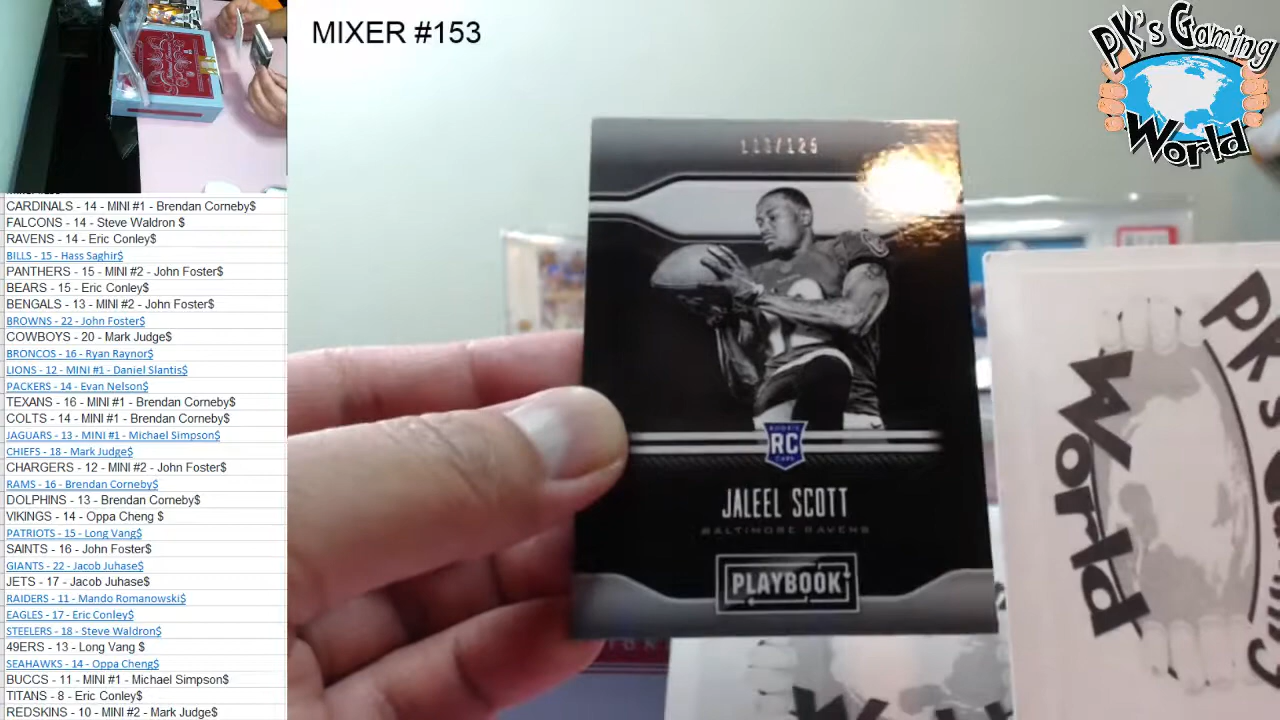 MIXER #153
PK's Gaming
World
CARDINALS - 14 - MINI #1 - Brendan Corneby$
FALCONS - 14 - Steve Waldron $
RAVENS - 14 - Eric Conley$
BILLS - 15 - Hass Saghir$
PANTHERS - 15 - MINI #2 - John Foster$
BEARS - 15 - Eric Conley$
BENGALS - 13 - MINI #2 - John Foster$
BROWNS - 22 - John Foster$
COWBOYS - 20 - Mark Judge$
BRONCOS - 16 - Ryan Raynor$
LIONS - 12 - MINI #1 - Daniel Slantis$
PACKERS - 14 - Evan Nelson$
TEXANS - 16 - MINI #1 - Brendan Corneby$
COLTS - 14 - MINI #1 - Brendan Corneby$
JAGUARS - 13 - MINI #1 - Michael Simpson$
CHIEFS - 18 - Mark Judge$
CHARGERS - 12 - MINI #2 - John Foster$
RAMS - 16 - Brendan Corneby$
DOLPHINS - 13 - Brendan Corneby$
VIKINGS - 14 - Oppa Cheng $
PATRIOTS - 15 - Long Vang$
SAINTS - 16 - John Foster$
GIANTS - 22 - Jacob Juhase$
JETS - 17 - Jacob Juhase$
RAIDERS - 11 - Mando Romanowski$
EAGLES - 17 - Eric Conley$
STEELERS - 18 - Steve Waldron$
49ERS - 13 - Long Vang $
SEAHAWKS - 14 - Oppa Cheng$
BUCCS - 11 - MINI #1 - Michael Simpson$
TITANS - 8 - Eric Conley$
REDSKINS - 10 - MINI #2 - Mark Judge$
ROOKIE
RC
CARD
JALEEL SCOTT
BALTIMORE RAVENS
PLAYBOOK
PK's
World